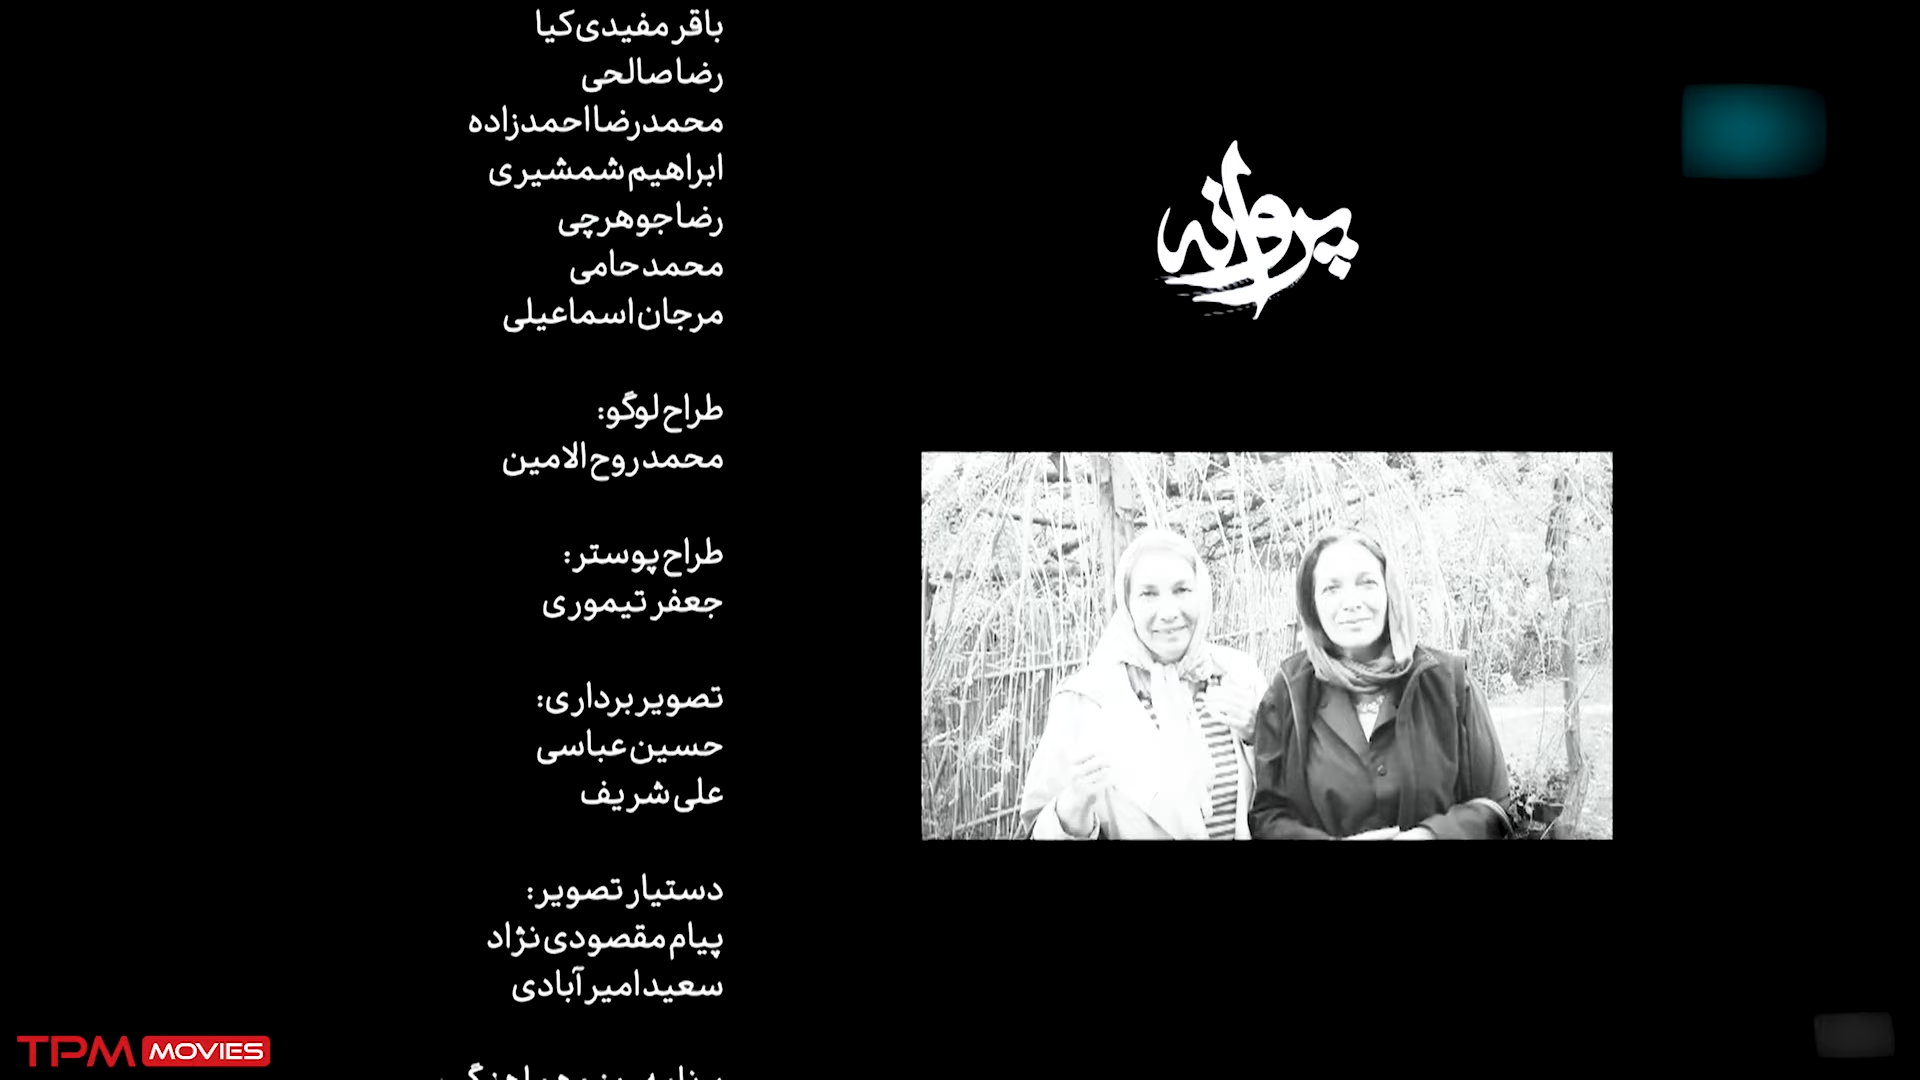 باقر مفیدی‌کیا
رضا صالحی
محمدرضا احمدزاده
ابراهیم شمشیری
رضا جوهرچی
محمد حامی
مرجان اسماعیلی
طراح لوگو:
محمد روح‌الامین
طراح پوستر:
جعفر تیموری
تصویربرداری:
حسین عباسی
علی شریف
دستیار تصویر:
پیام مقصودی‌نژاد
سعید امیرآبادی
پروانه
TPM MOVIES